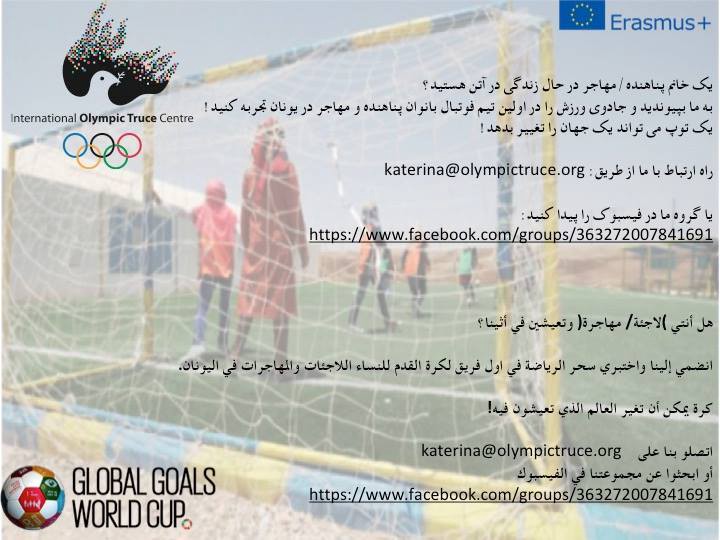 Erasmus+
International Olympic Truce Centre
یک خانم پناهنده / مهاجر در حال زندگی در آتن هستید ؟
به ما بپیوندید و جادوی ورزش را در اولین تیم فوتبال بانوان پناهنده و مهاجر در یونان تجربه کنید !
یک توپ می تواند یک جهان را تغییر بدهد !
راه ارتباط با ما از طریق : katerina@olympictruce.org
یا گروه ما در فیسبوک را پیدا کنید :
https://www.facebook.com/groups/363272007841691
هل أنتي )لاجئة/ مهاجرة( وتعيشين في أثينا؟
انضمي إلينا واختبري سحر الرياضة في اول فريق لكرة القدم للنساء اللاجئات والمهاجرات في اليونان.
كرة يمكن أن تغير العالم الذي تعيشون فيه!
اتصلو بنا على katerina@olympictruce.org
أو ابحثوا عن مجموعتنا في الفيسبوك
https://www.facebook.com/groups/363272007841691
GLOBAL GOALS
WORLD CUP